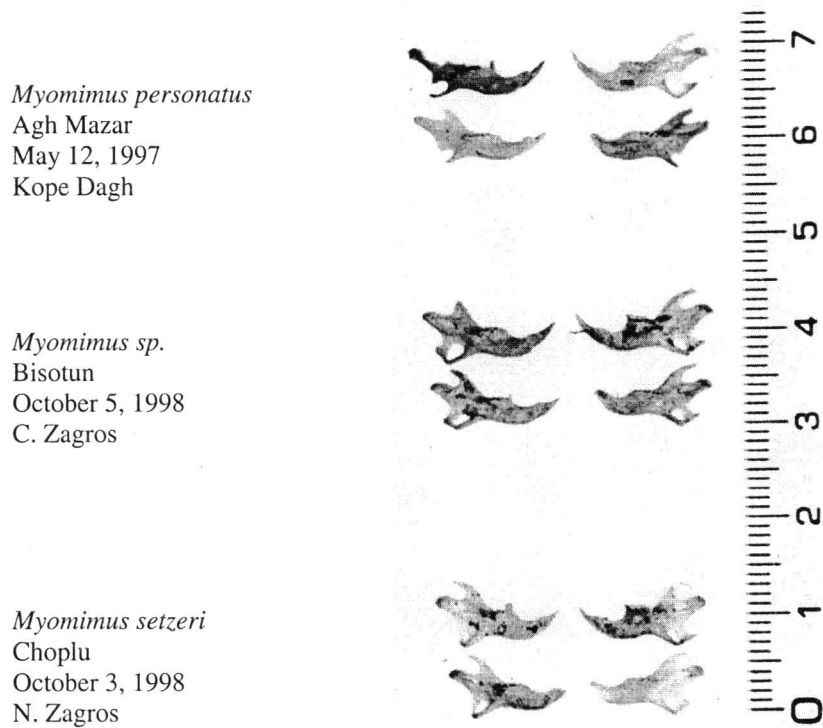 Myomimus personatus
Agh Mazar
May 12, 1997
Kope Dagh
Myomimus sp.
Bisotun
October 5, 1998
C. Zagros
Myomimus setzeri
Choplu
October 3, 1998
N. Zagros
7
6
5
4
3
2
1
0